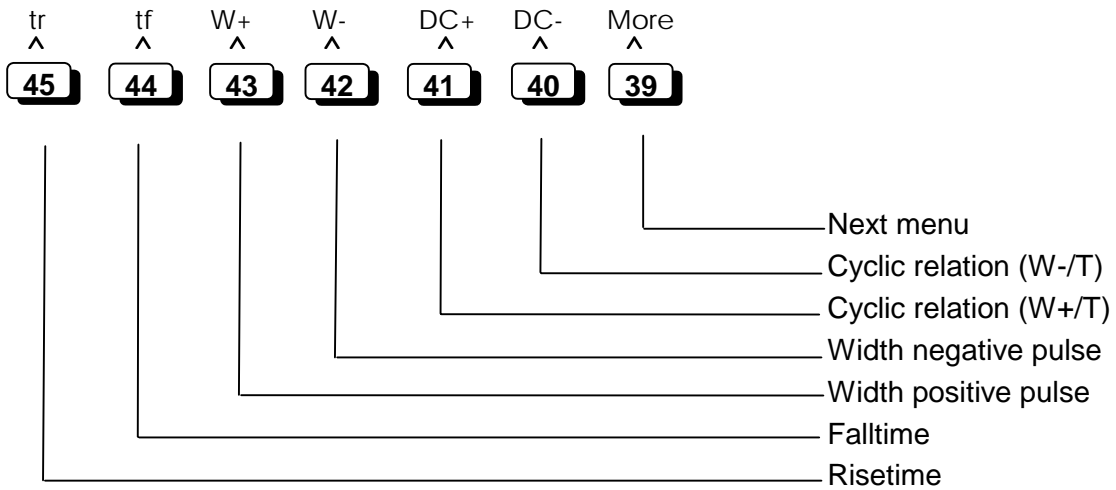 tr tf W+ W- DC+ DC- More
^ ^ ^ ^ ^ ^ ^
45 44 43 42 41 40 39
Next menu
Cyclic relation (W-/T)
Cyclic relation (W+/T)
Width negative pulse
Width positive pulse
Falltime
Risetime